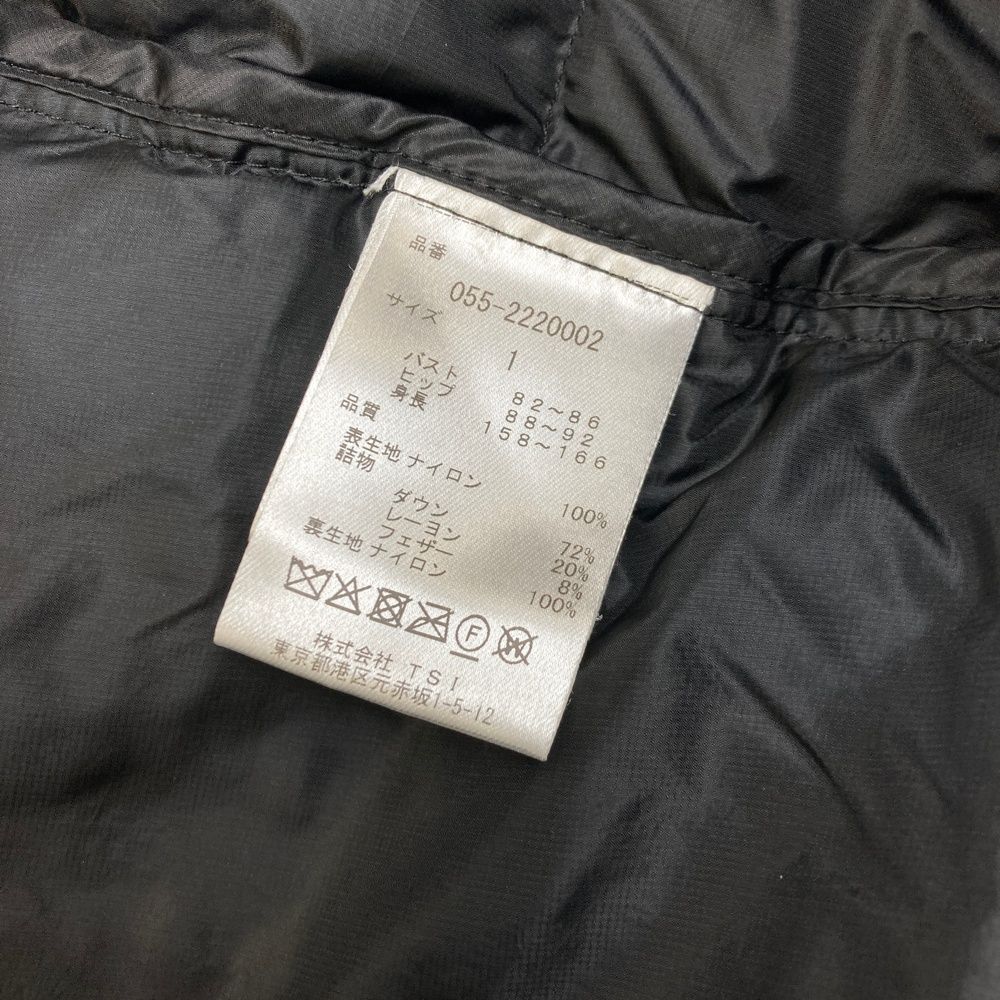 品番
055-2220002
サイズ
1
バスト 82～86
ヒップ 88～92
身長 158～166
品質
表生地 ナイロン 100%
詰物
ダウン 72%
レーヨン 20%
フェザー 8%
裏生地 ナイロン 100%
F W
株式会社 TSI
東京都港区元赤坂1-5-12